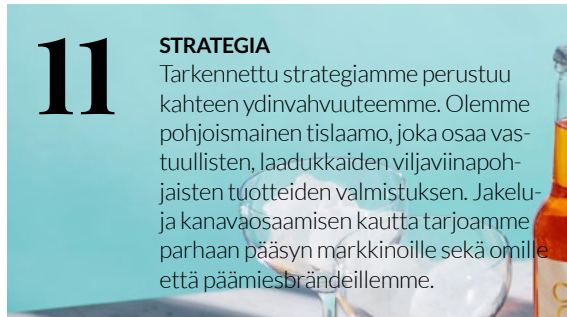 11
STRATEGIA
Tarkennettu strategiamme perustuu
kahteen ydinvahvuuteemme. Olemme
pohjoismainen tislaamo, joka osaa vas-
tuullisten, laadukkaiden viljaviinapoh-
jaisten tuotteiden valmistuksen. Jakelu-
ja kanavaosaamisen kautta tarjoamme
parhaan pääsyn markkinoille sekä omille
että päämiesbrändeillemme.